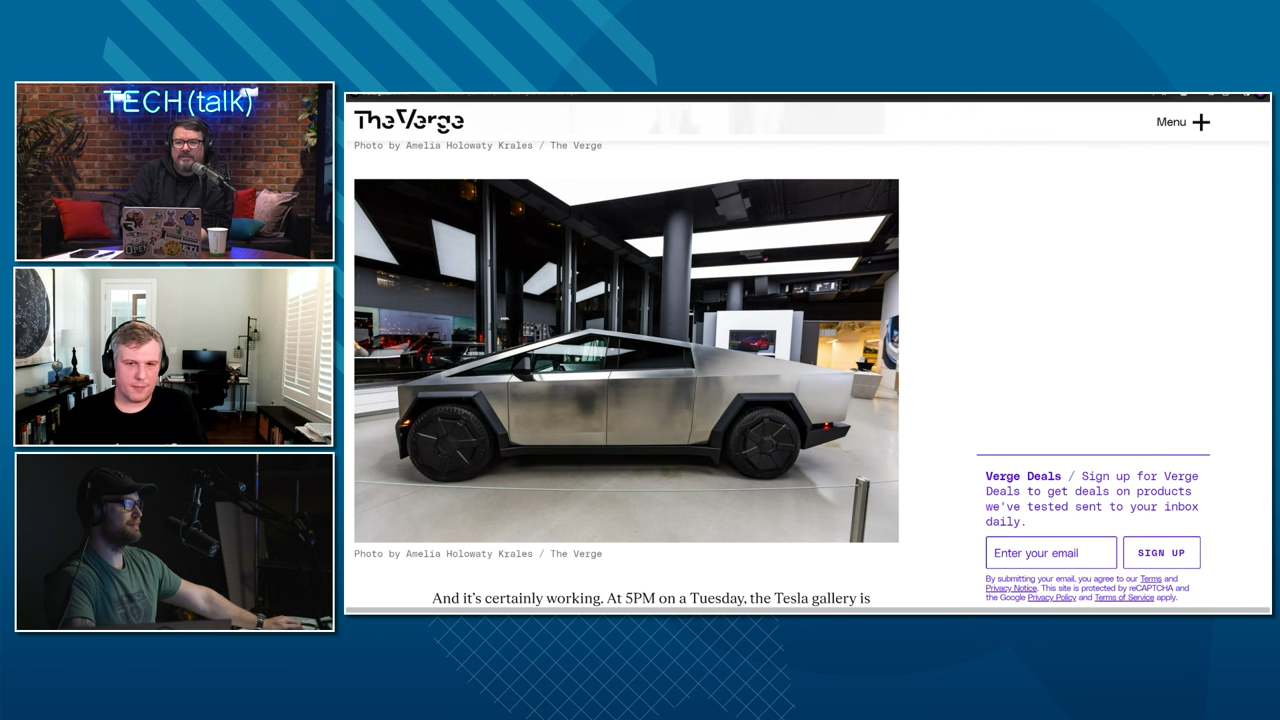 TECH (talk)
OPEN
The Verge
Menu
Photo by Amelia Holowaty Krales / The Verge
Photo by Amelia Holowaty Krales / The Verge
And it's certainly working. At 5PM on a Tuesday, the Tesla gallery is
Verge Deals / Sign up for Verge
Deals to get deals on products
we've tested sent to your inbox
daily.
Enter your email
SIGN UP
By submitting your email, you agree to our Terms and
Privacy Notice. This site is protected by reCAPTCHA and
the Google Privacy Policy and Terms of Service apply.